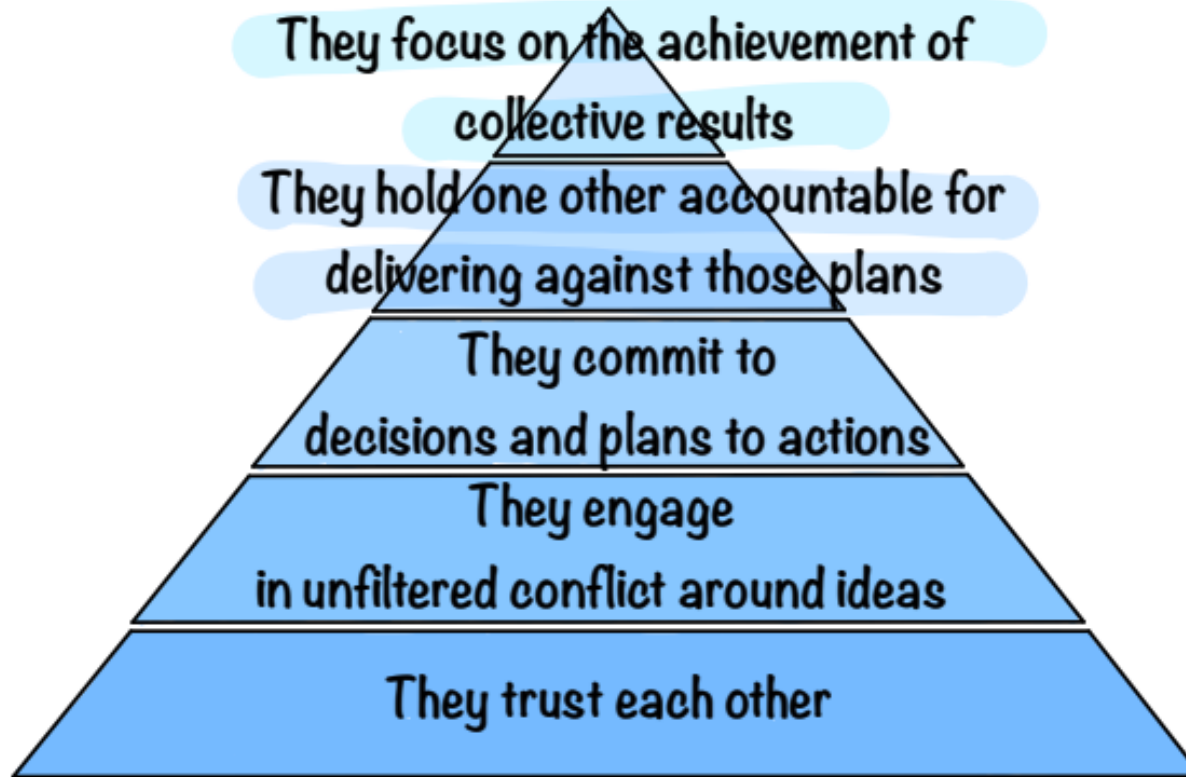 They focus on the achievement of
collective results
They hold one other accountable for
delivering against those plans
They commit to
decisions and plans to actions
They engage
in unfiltered conflict around ideas
They trust each other